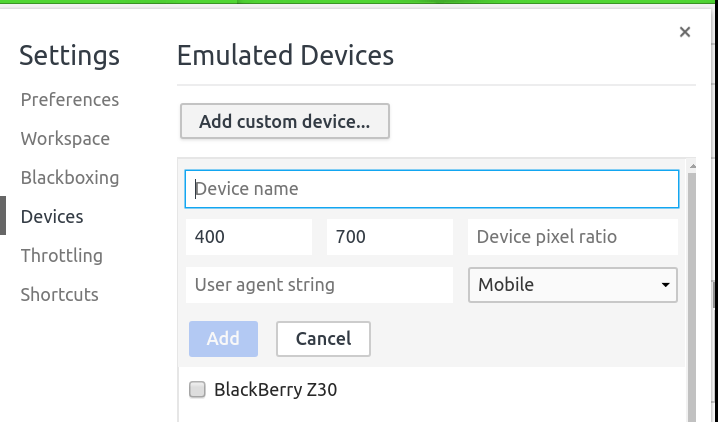 Settings
Preferences
Workspace
Blackboxing
Devices
Throttling
Shortcuts
Emulated Devices
×
Add custom device...
Device name
400 700 Device pixel ratio
User agent string Mobile
Add Cancel
BlackBerry Z30